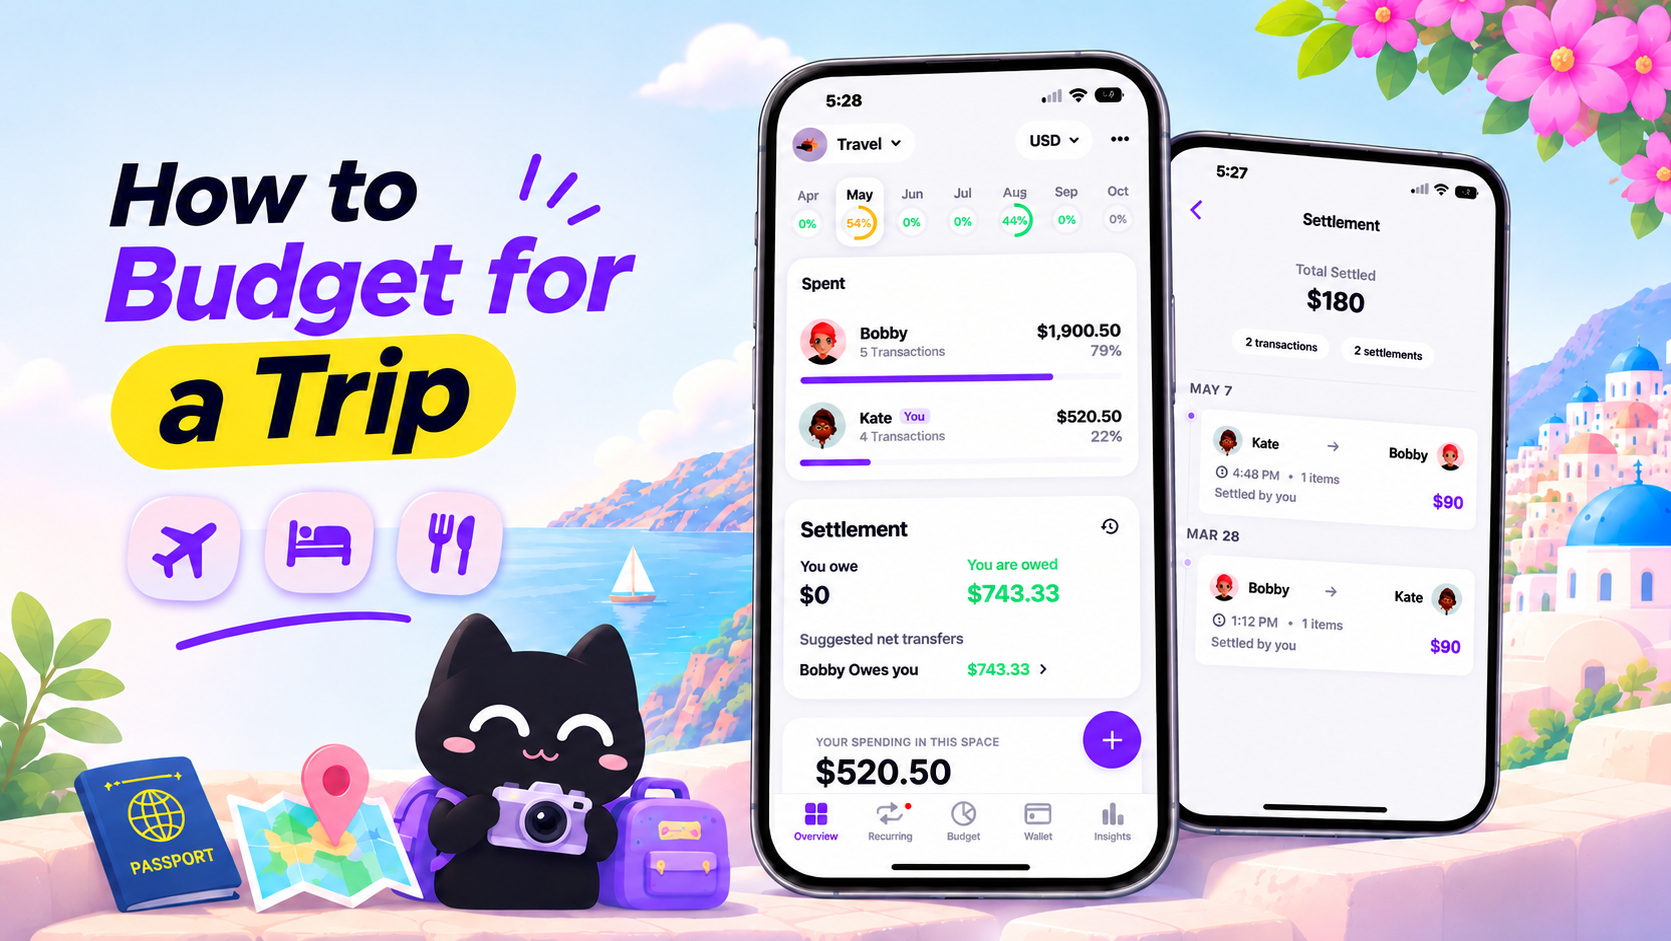 How to
Budget for
a Trip
PASSPORT
5:28
Travel
USD
Apr May Jun Jul Aug Sep Oct
0% 54% 0% 0% 44% 0% 0%
Spent
Bobby $1,900.50
5 Transactions 79%
Kate You $520.50
4 Transactions 22%
Settlement
You owe You are owed
$0 $743.33
Suggested net transfers
Bobby Owes you $743.33
YOUR SPENDING IN THIS SPACE
$520.50
Overview Recurring Budget Wallet Insights
5:27
Settlement
Total Settled
$180
2 transactions 2 settlements
MAY 7
Kate → Bobby
4:48 PM • 1 items
Settled by you $90
MAR 28
Bobby → Kate
1:12 PM • 1 items
Settled by you $90